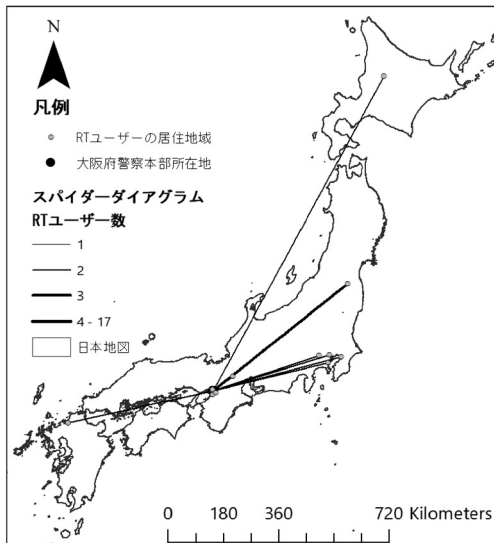 N
凡例
RTユーザーの居住地域
大阪府警察本部所在地
スパイダーダイアグラム
RTユーザー数
1
2
3
4 - 17
日本地図
0 180 360 720 Kilometers